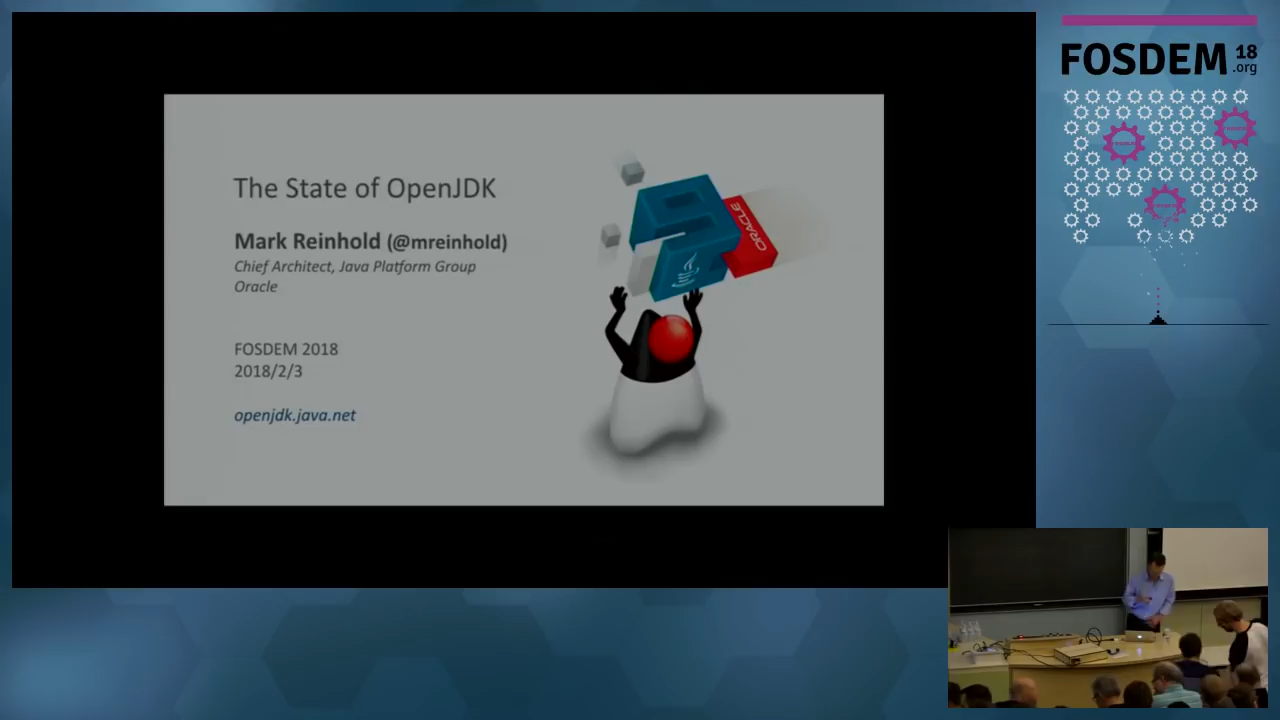 The State of OpenJDK
Mark Reinhold (@mreinhold)
Chief Architect, Java Platform Group
Oracle
FOSDEM 2018
2018/2/3
openjdk.java.net
ORACLE
FOSDEM 18
.org